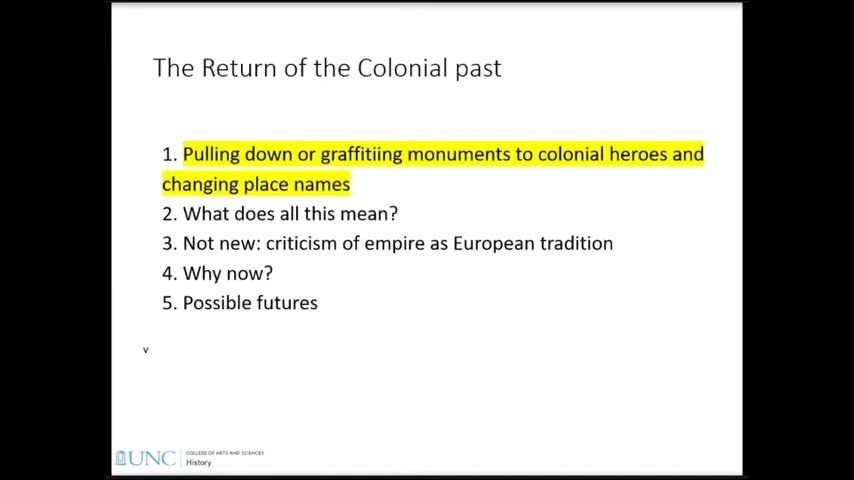 The Return of the Colonial past
1. Pulling down or graffitiing monuments to colonial heroes and
changing place names
2. What does all this mean?
3. Not new: criticism of empire as European tradition
4. Why now?
5. Possible futures
v
UNC
COLLEGE OF ARTS AND SCIENCES
History